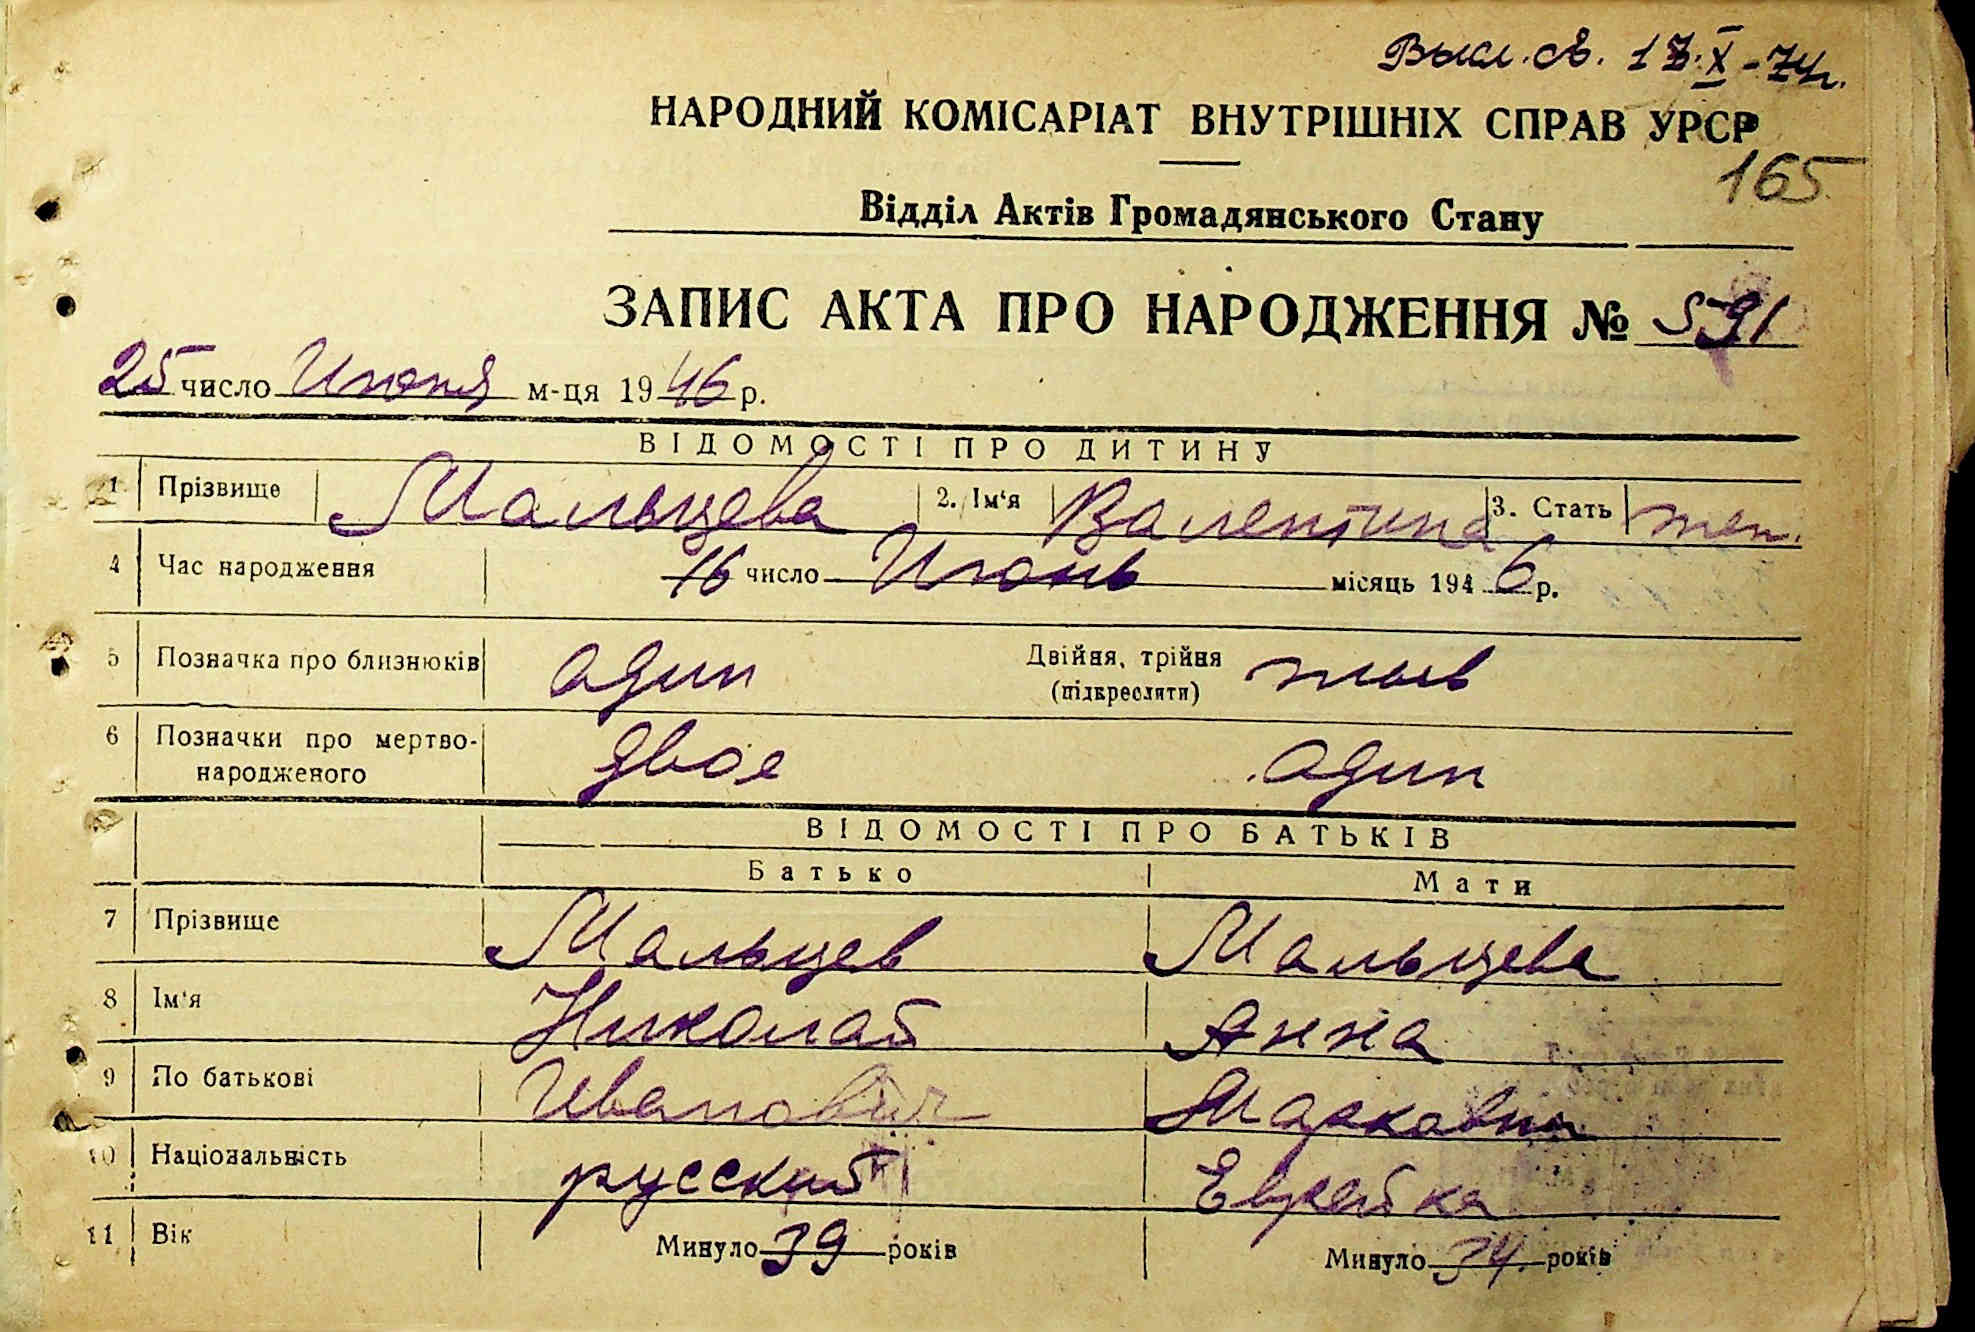 Выл. св. 17.X-74г.
НАРОДНИЙ КОМІСАРІАТ ВНУТРІШНІХ СПРАВ УРСР
165
Відділ Актів Громадянського Стану
ЗАПИС АКТА ПРО НАРОДЖЕННЯ № 591
25 число Июня м-ця 1946 р.
ВІДОМОСТІ ПРО ДИТИНУ
1 Прізвище Мальцева 2. Ім'я Валентина 3. Стать жен.
4 Час народження 16 число Июнь місяць 1946 р.
5 Позначка про близнюків один Двійня, трійня
(підкреслити)
6 Позначки про мертво- двое один
народженого
ВІДОМОСТІ ПРО БАТЬКІВ
Батько Мати
7 Прізвище Мальцев Мальцева
8 Ім'я Николай Анна
9 По батькові Иванович Марковна
10 Національність русский Еврейка
11 Вік Минуло 39 років Минуло 34 років